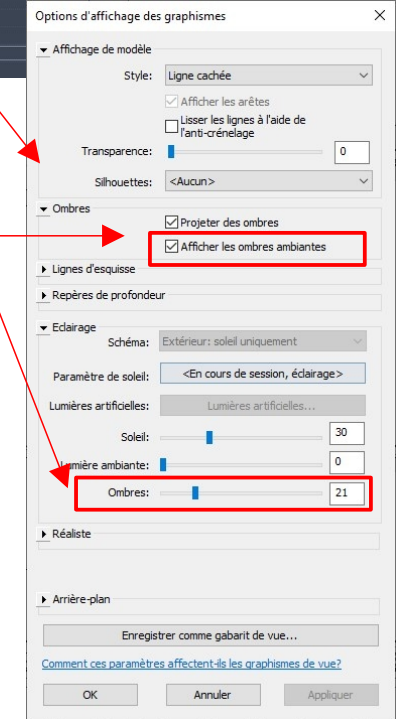 Options d'affichage des graphismes
Affichage de modèle
Style: Ligne cachée
Afficher les arêtes
Lisser les lignes à l'aide de
l'anti-crénelage
Transparence: 0
Silhouettes: <Aucun>
Ombres
Projeter des ombres
Afficher les ombres ambiantes
Lignes d'esquisse
Repères de profondeur
Eclairage
Schéma: Extérieur: soleil uniquement
Paramètre de soleil: <En cours de session, éclairage>
Lumières artificielles: Lumières artificielles...
Soleil: 30
Lumière ambiante: 0
Ombres: 21
Réaliste
Arrière-plan
Enregistrer comme gabarit de vue...
Comment ces paramètres affectent-ils les graphismes de vue?
OK Annuler Appliquer